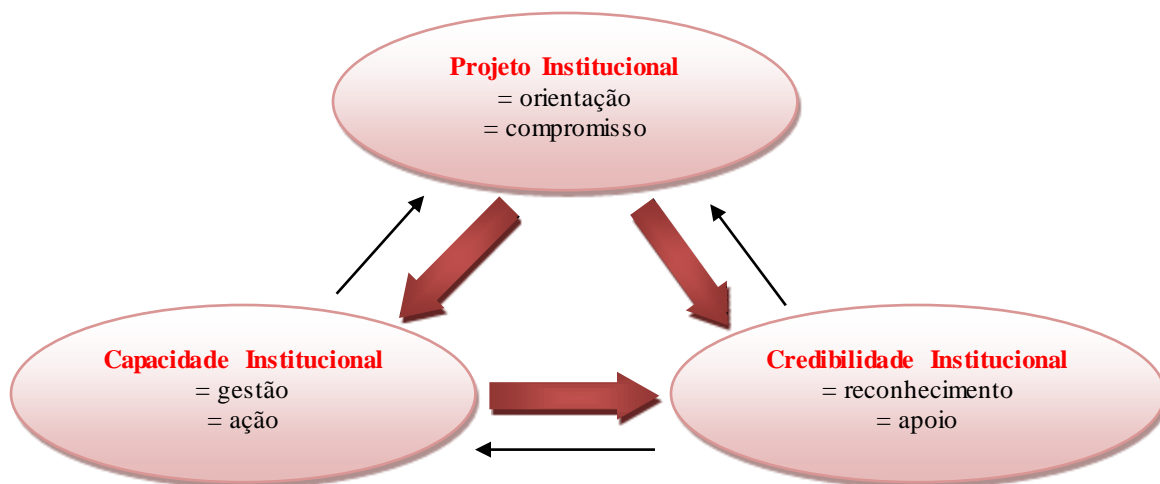 Projeto Institucional
= orientação
= compromisso
Capacidade Institucional
= gestão
= ação
Credibilidade Institucional
= reconhecimento
= apoio